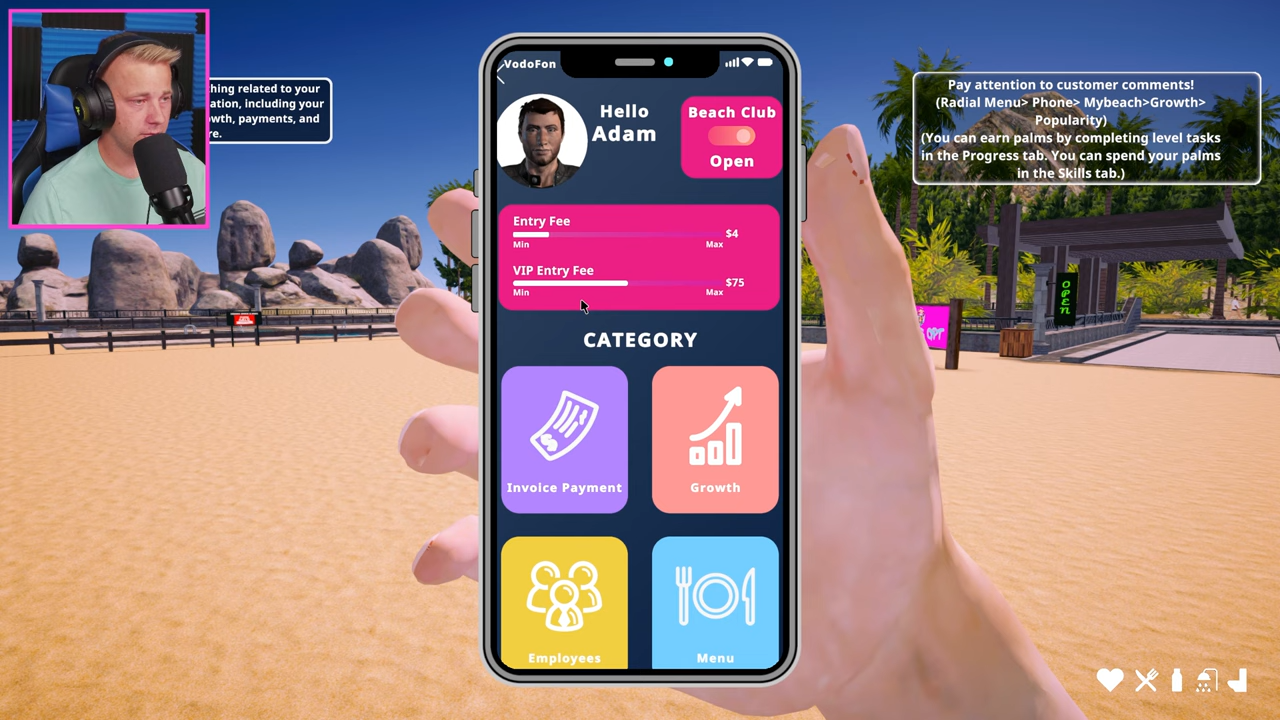 hing related to your
ation, including your
owth, payments, and
re.
VodoFon
Hello
Adam
Beach Club
Open
Entry Fee
$4
Min Max
VIP Entry Fee
$75
Min Max
CATEGORY
Invoice Payment
Growth
Employees
Menu
Pay attention to customer comments!
(Radial Menu> Phone> Mybeach>Growth>
Popularity)
(You can earn palms by completing level tasks
in the Progress tab. You can spend your palms
in the Skills tab.)
OPEN